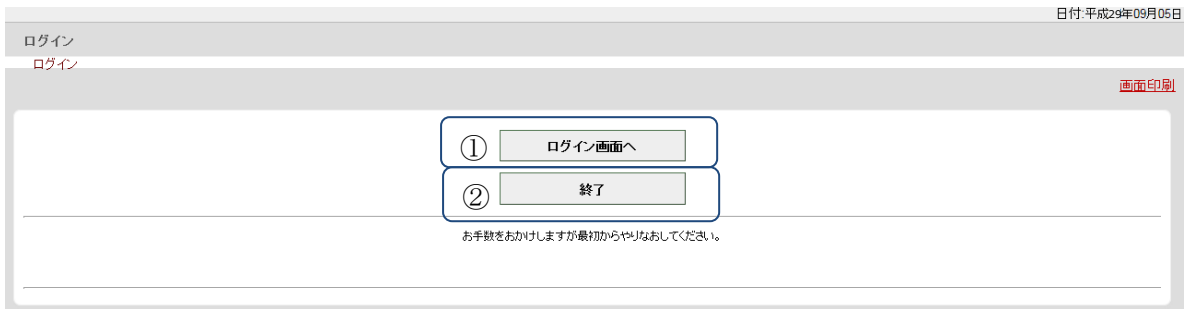 日付:平成29年09月05日
ログイン
ログイン
画面印刷
① ログイン画面へ
② 終了
お手数をおかけしますが最初からやりなおしてください。